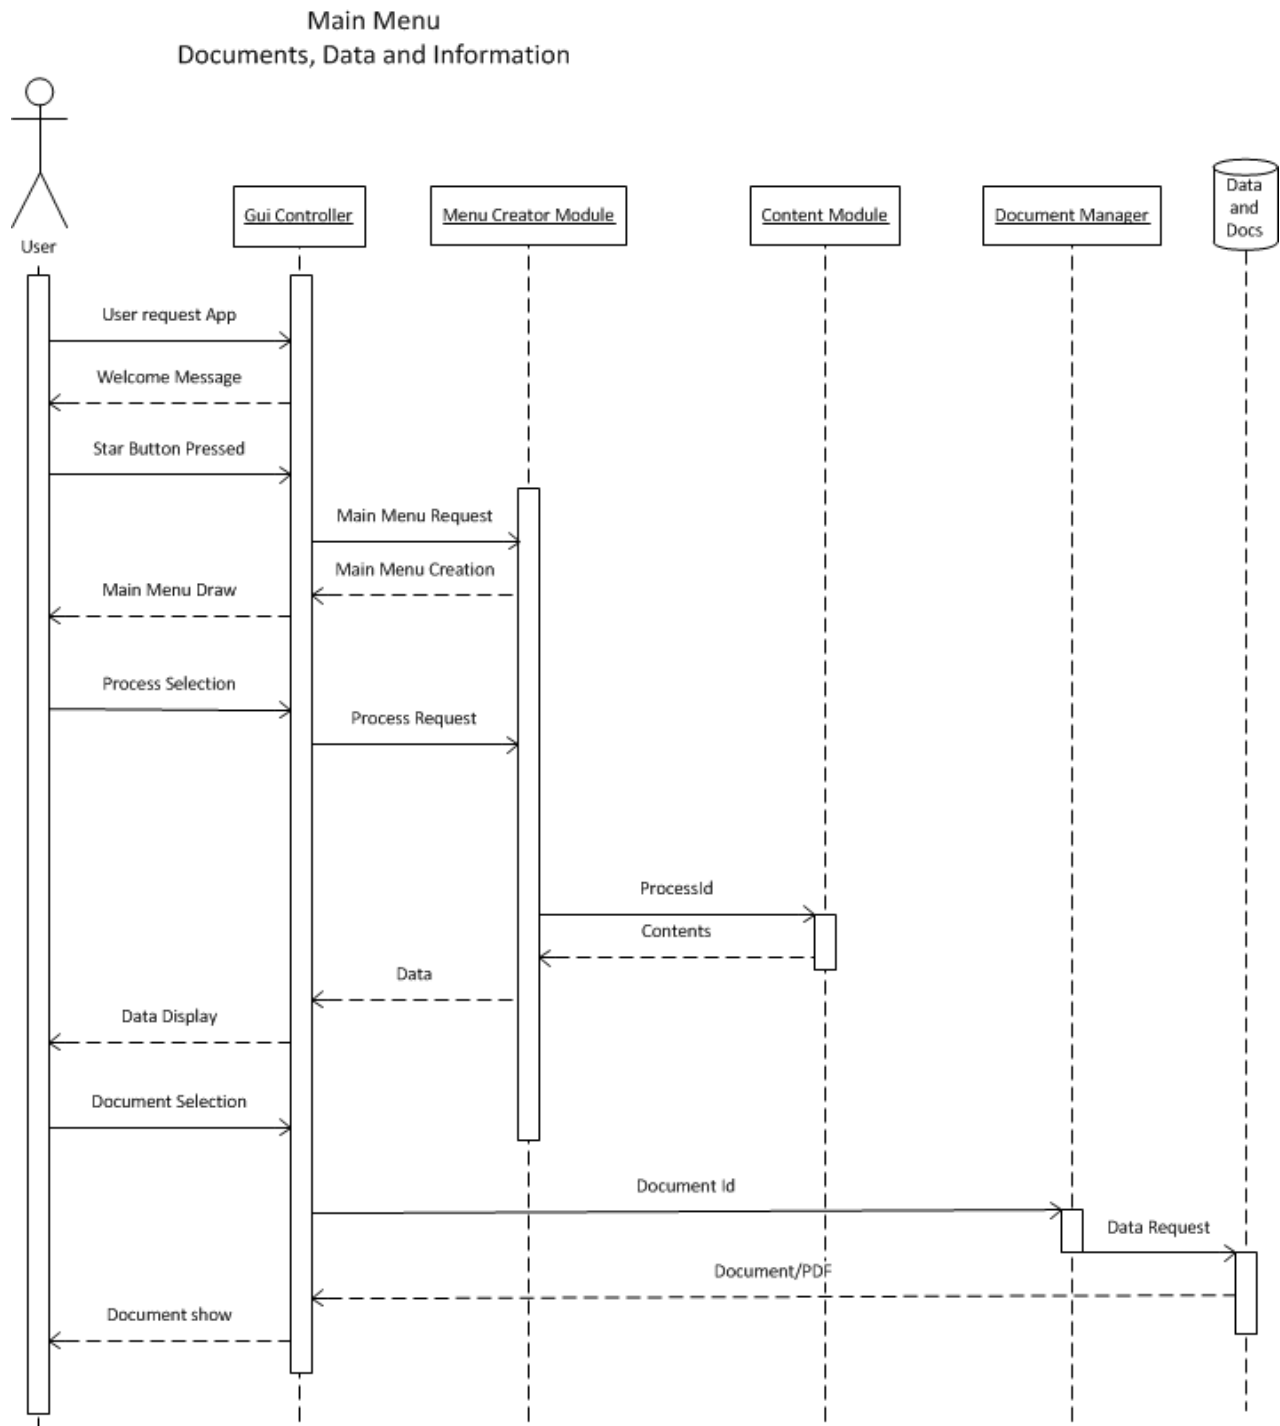 Main Menu
Documents, Data and Information
User
Gui Controller
Menu Creator Module
Content Module
Document Manager
Data
and
Docs
User request App
Welcome Message
Star Button Pressed
Main Menu Request
Main Menu Creation
Main Menu Draw
Process Selection
Process Request
ProcessId
Contents
Data
Data Display
Document Selection
Document Id
Data Request
Document/PDF
Document show